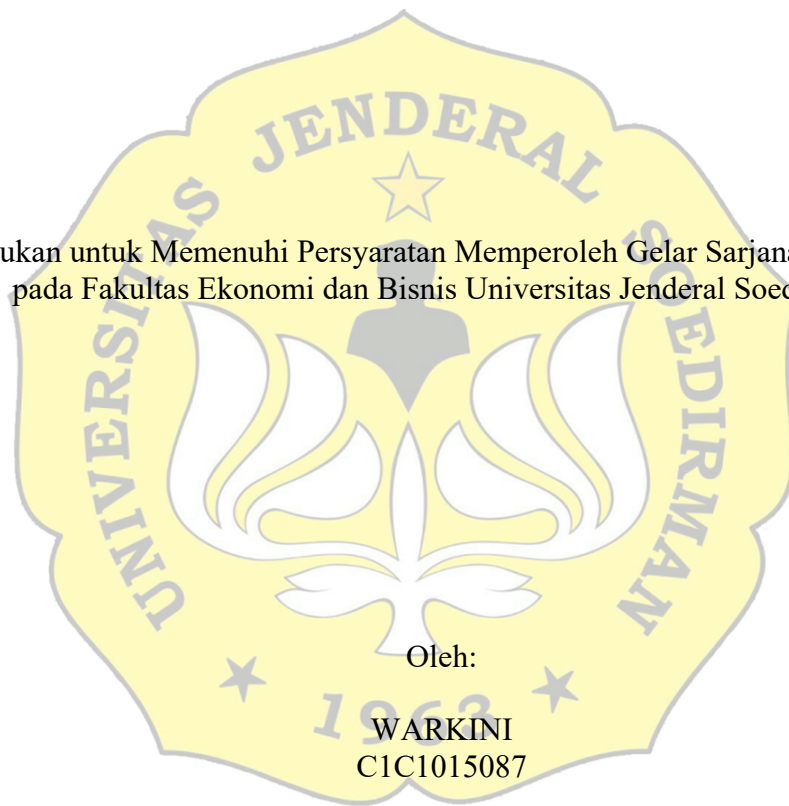 UNIVERSITAS JENDERAL SOEDIRMAN
ukan untuk Memenuhi Persyaratan Memperoleh Gelar Sarjana
pada Fakultas Ekonomi dan Bisnis Universitas Jenderal Soed
Oleh:
1963
WARKINI
C1C1015087